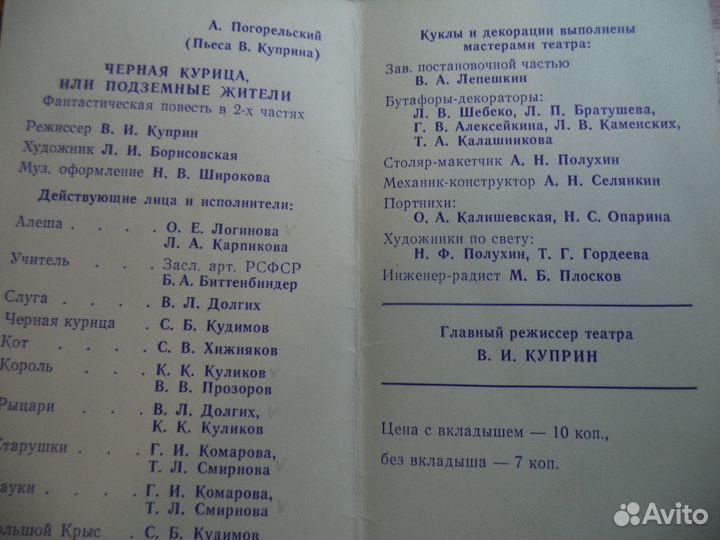 А. Погорельский
(Пьеса В. Куприна)
ЧЕРНАЯ КУРИЦА,
ИЛИ ПОДЗЕМНЫЕ ЖИТЕЛИ
Фантастическая повесть в 2-х частях
Режиссер В. И. Куприн
Художник Л. И. Борисовская
Муз. оформление Н. В. Широкова
Действующие лица и исполнители:
Алеша . . О. Е. Логинова
Л. А. Карпикова
Учитель . . Засл. арт. РСФСР
Б. А. Биттенбиндер
Слуга . . . В. Л. Долгих
Черная курица . С. Б. Кудимов
Кот . . . С. В. Хижняков
Король . . . К. К. Куликов
В. В. Прозоров
Рыцари . . . В. Л. Долгих,
К. К. Куликов
Старушки . . Г. И. Комарова,
Т. Л. Смирнова
ауки . . . Г. И. Комарова,
Т. Л. Смирнова
ольшой Крыс . С. Б. Кудимов
Куклы и декорации выполнены
мастерами театра:
Зав. постановочной частью
В. А. Лепешкин
Бутафоры-декораторы:
Л. В. Шебеко, Л. П. Братушева,
Г. В. Алексейкина, Л. В. Каменских,
Т. А. Калашникова
Столяр-макетчик А. Н. Полухин
Механик-конструктор А. Н. Селянкин
Портнихи:
О. А. Калишевская, Н. С. Опарина
Художники по свету:
Н. Ф. Полухин, Т. Г. Гордеева
Инженер-радист М. Б. Плосков
Главный режиссер театра
В. И. КУПРИН
Цена с вкладышем — 10 коп.,
без вкладыша — 7 коп.
Avito